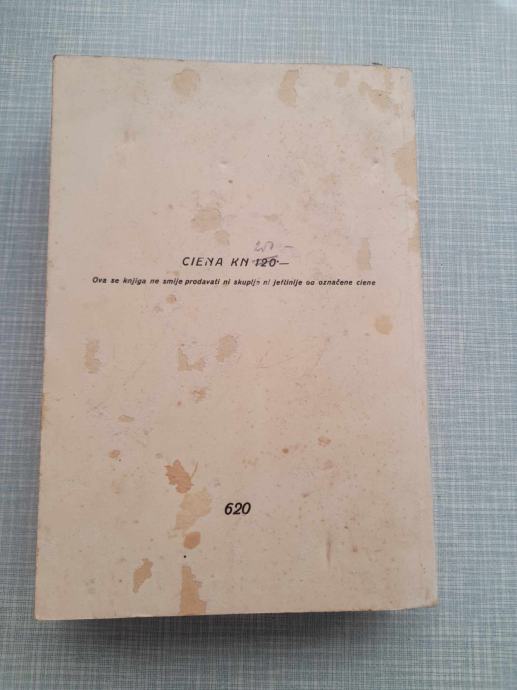 CIENA KN 120.—
Ova se knjiga ne smije prodavati ni skuplje ni jeftinije od označene ciene
620